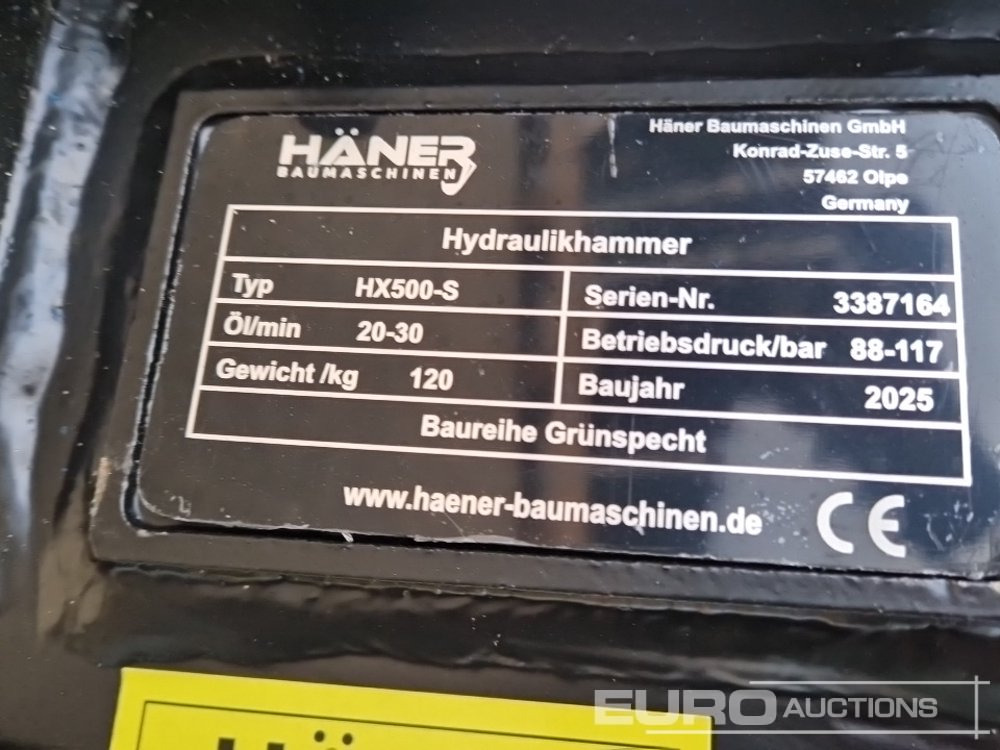 HÄNER
BAUMASCHINEN
Häner Baumaschinen GmbH
Konrad-Zuse-Str. 5
57462 Olpe
Germany
Hydraulikhammer
Typ HX500-S Serien-Nr. 3387164
Öl/min 20-30 Betriebsdruck/bar 88-117
Gewicht /kg 120 Baujahr 2025
Baureihe Grünspecht
www.haener-baumaschinen.de CE
EURO AUCTIONS